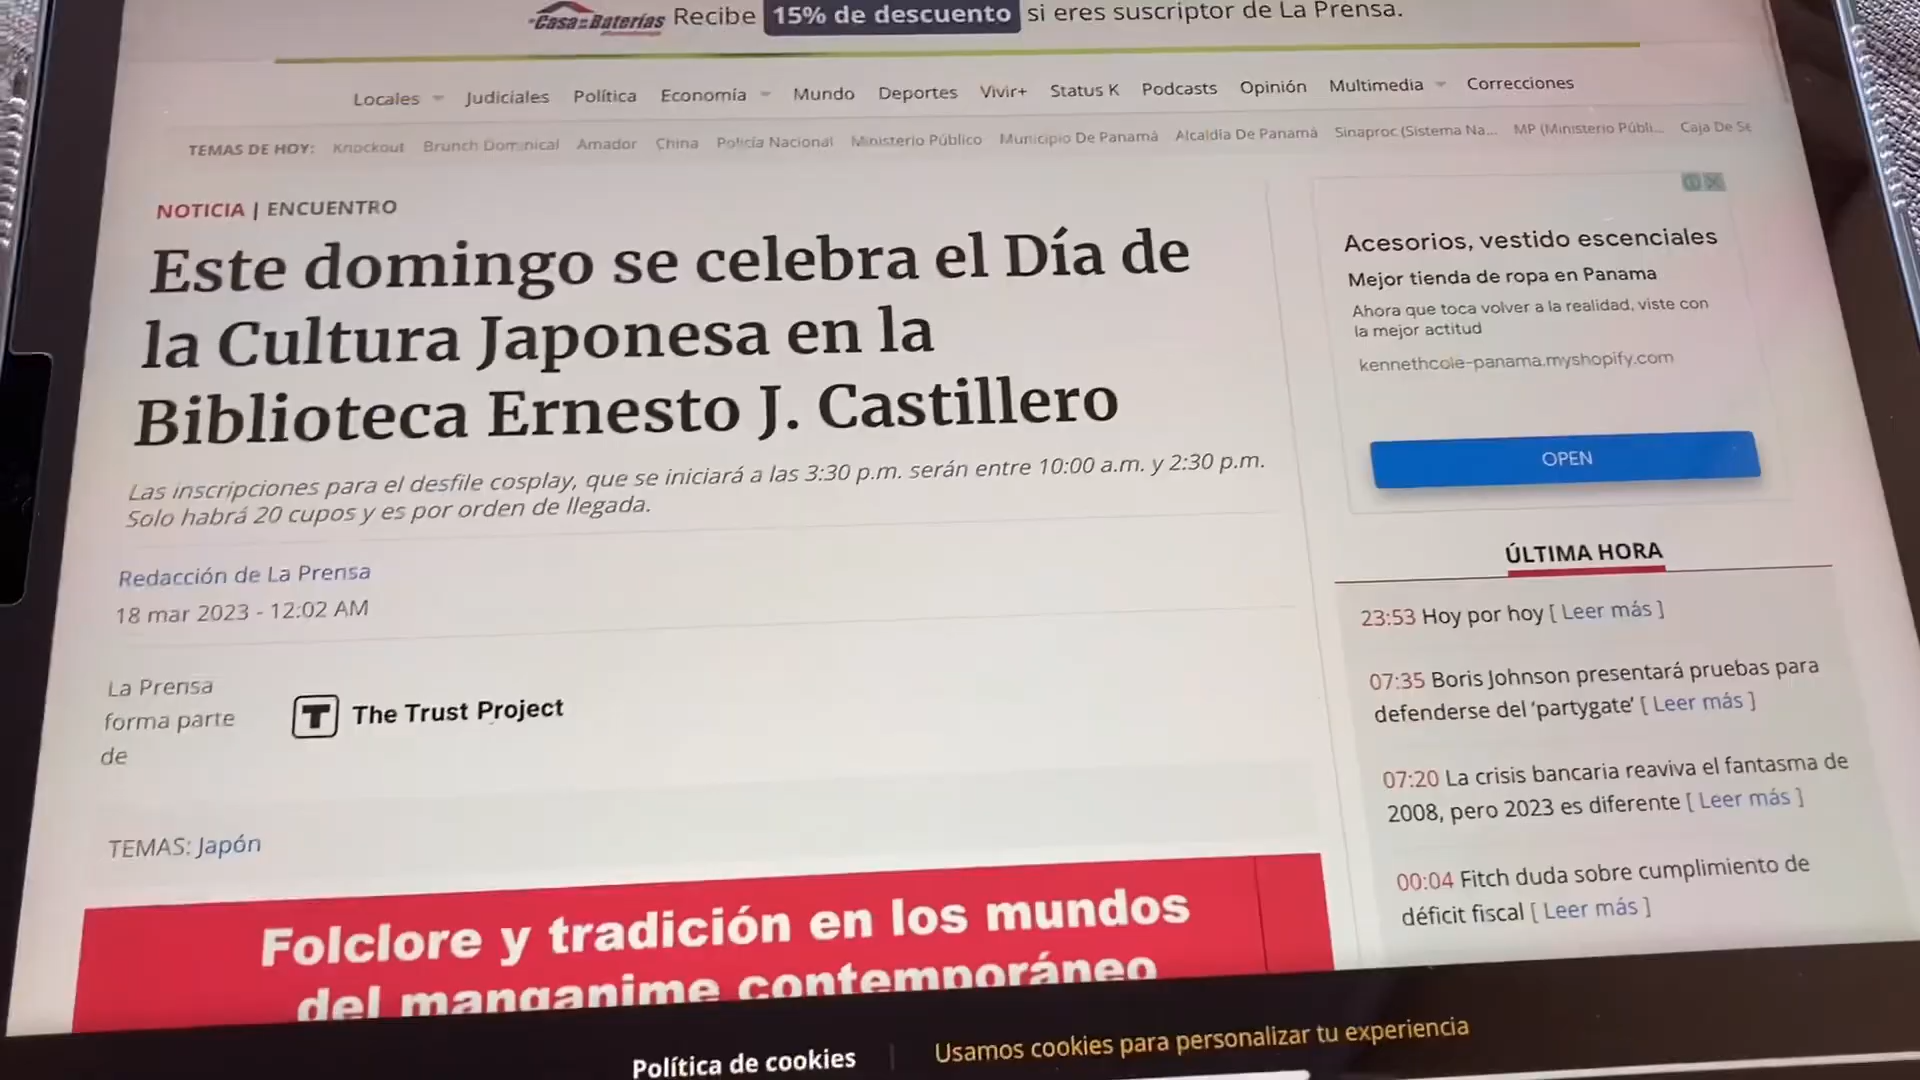 Casa de las Baterías Recibe 15% de descuento si eres suscriptor de La Prensa.
Locales Judiciales Política Economía Mundo Deportes Vivir+ Status K Podcasts Opinión Multimedia Correcciones
TEMAS DE HOY: Knockout Brunch Dominical Amador China Policía Nacional Ministerio Público Municipio De Panamá Alcaldía De Panamá Sinaproc (Sistema Na... MP (Ministerio Públi... Caja De Se
NOTICIA | ENCUENTRO
Este domingo se celebra el Día de
la Cultura Japonesa en la
Biblioteca Ernesto J. Castillero
Las inscripciones para el desfile cosplay, que se iniciará a las 3:30 p.m. serán entre 10:00 a.m. y 2:30 p.m.
Solo habrá 20 cupos y es por orden de llegada.
Redacción de La Prensa
18 mar 2023 - 12:02 AM
La Prensa
forma parte
de
The Trust Project
TEMAS: Japón
Folclore y tradición en los mundos
del manganime contemporáneo
Acesorios, vestido escenciales
Mejor tienda de ropa en Panama
Ahora que toca volver a la realidad, viste con
la mejor actitud
kennethcole-panama.myshopify.com
OPEN
ÚLTIMA HORA
23:53 Hoy por hoy [ Leer más ]
07:35 Boris Johnson presentará pruebas para
defenderse del ‘partygate’ [ Leer más ]
07:20 La crisis bancaria reaviva el fantasma de
2008, pero 2023 es diferente [ Leer más ]
00:04 Fitch duda sobre cumplimiento de
déficit fiscal [ Leer más ]
Política de cookies
Usamos cookies para personalizar tu experiencia